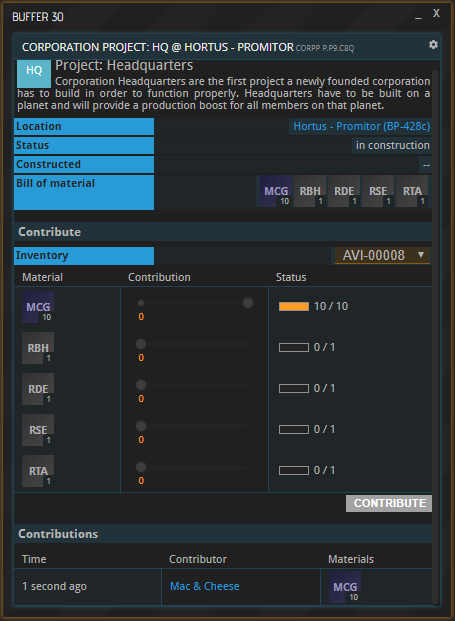 BUFFER 30
_ X
CORPORATION PROJECT: HQ @ HORTUS - PROMITOR CORPP P.P9.C8Q
HQ
Project: Headquarters
Corporation Headquarters are the first project a newly founded corporation
has to build in order to function properly. Headquarters have to be built on a
planet and will provide a production boost for all members on that planet.
Location Hortus - Promitor (BP-428c)
Status in construction
Constructed --
Bill of material MCG 10 RBH 1 RDE 1 RSE 1 RTA 1
Contribute
Inventory AVI-00008
Material Contribution Status
MCG 10 0 10 / 10
RBH 1 0 0 / 1
RDE 1 0 0 / 1
RSE 1 0 0 / 1
RTA 1 0 0 / 1
CONTRIBUTE
Contributions
Time Contributor Materials
1 second ago Mac & Cheese MCG 10